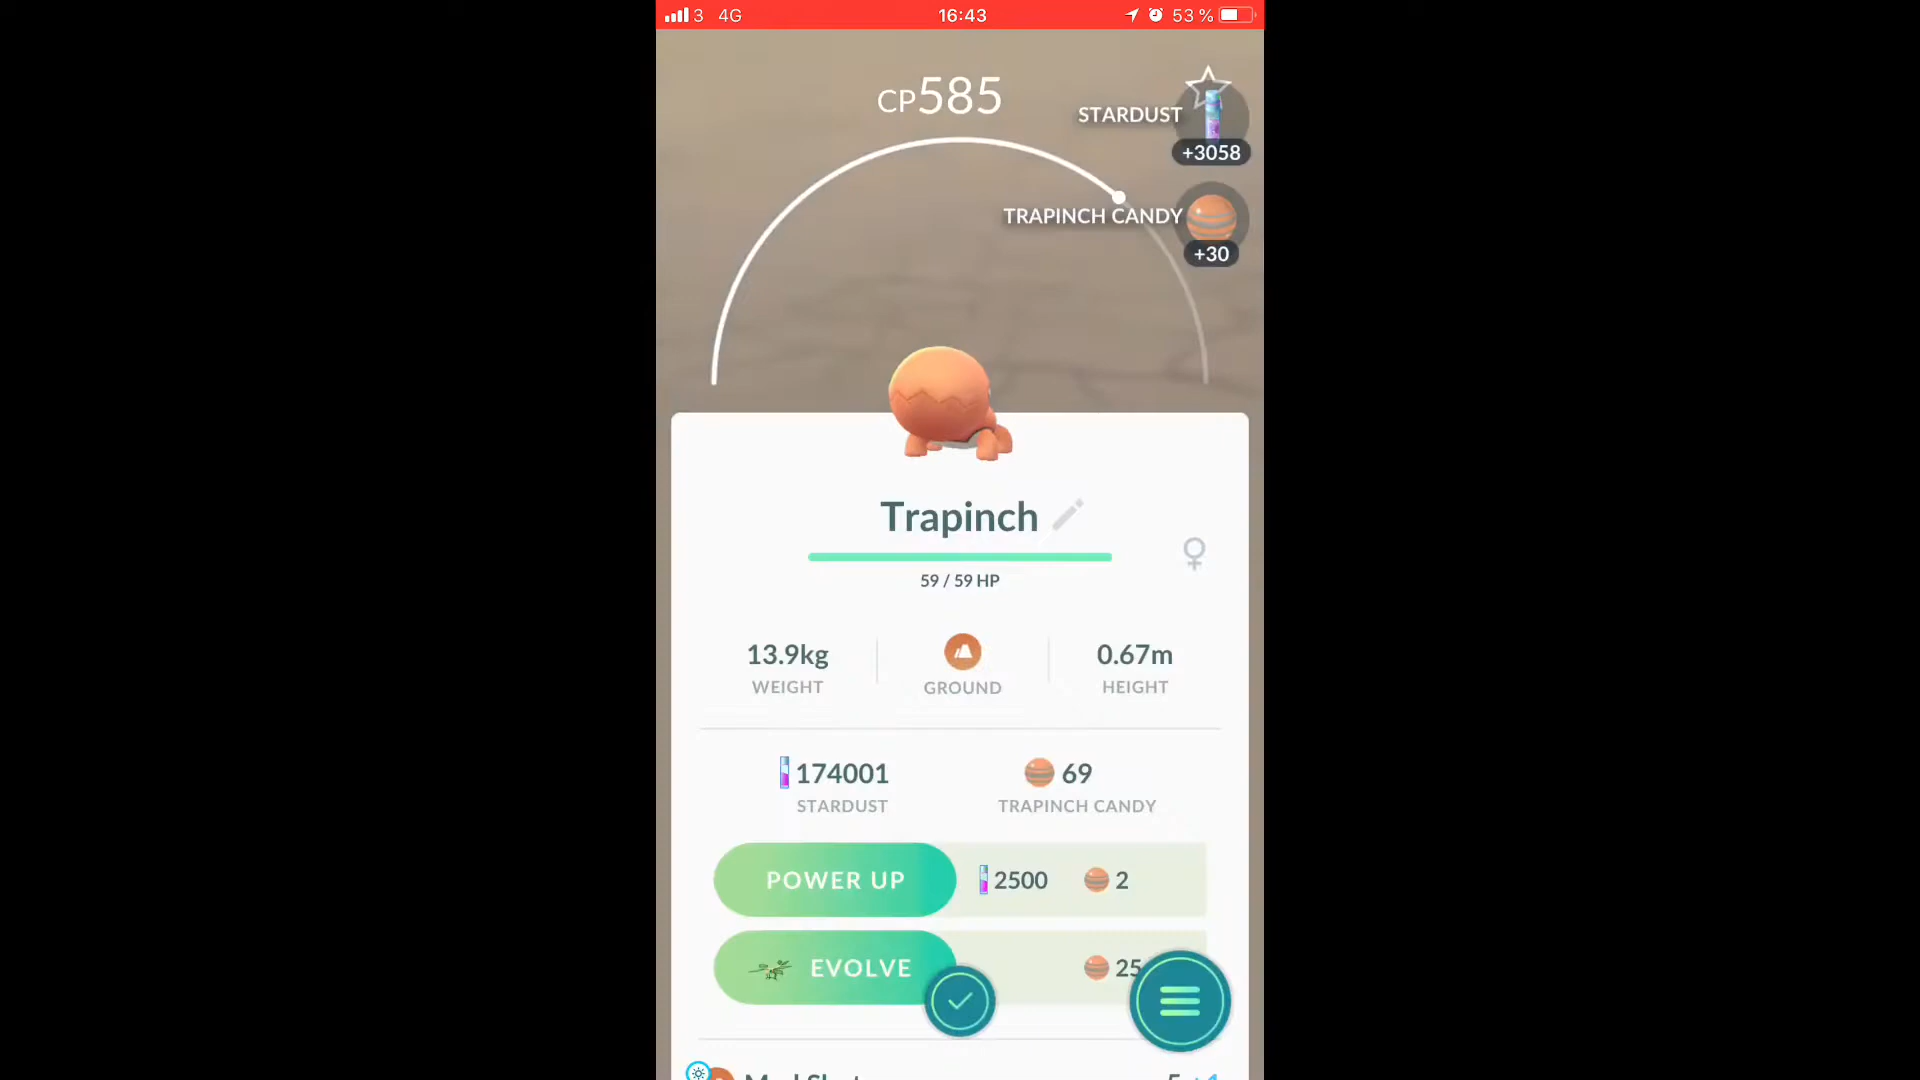 3 4G 16:43 53 %
CP585
STARDUST
+3058
TRAPINCH CANDY
+30
Trapinch
59 / 59 HP
13.9kg
WEIGHT
GROUND
0.67m
HEIGHT
174001
STARDUST
69
TRAPINCH CANDY
POWER UP 2500 2
EVOLVE 25